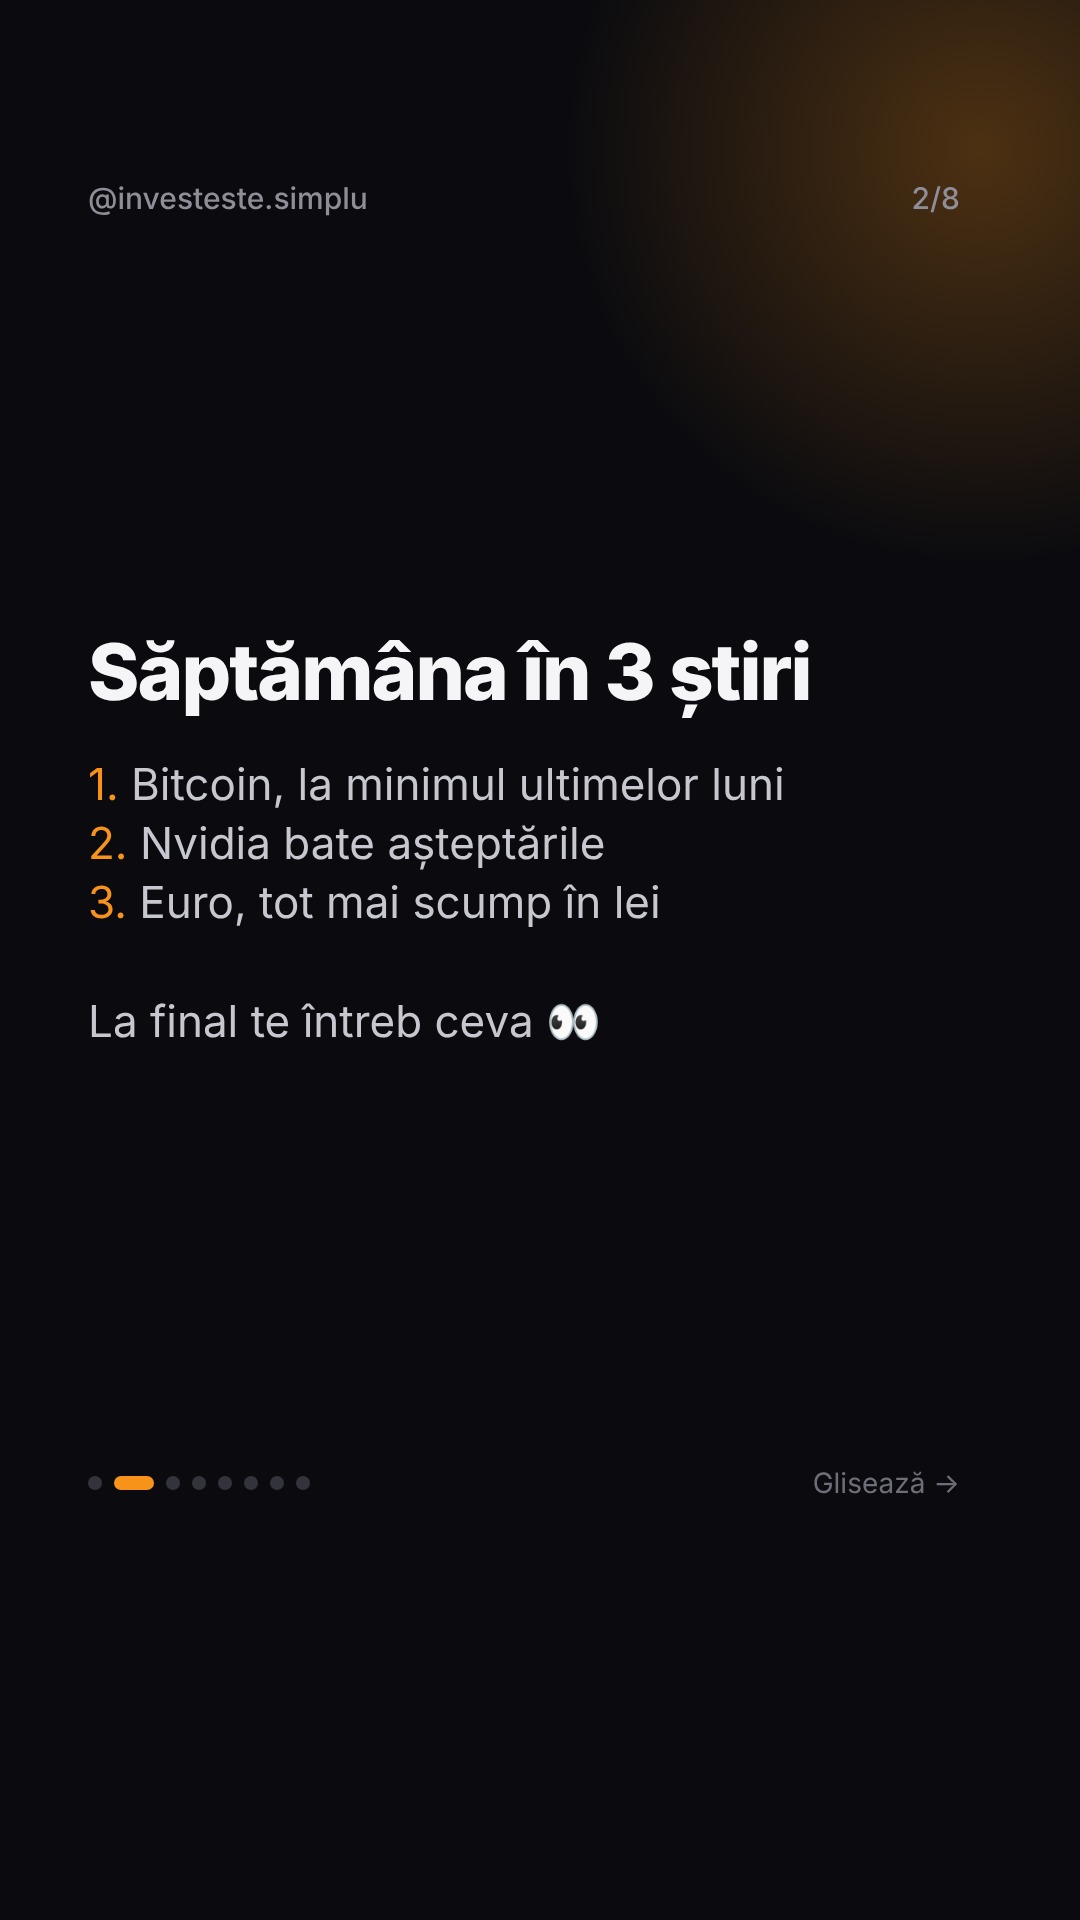 @investeste.simplu
2/8
Săptămâna în 3 știri
1. Bitcoin, la minimul ultimelor luni
2. Nvidia bate așteptările
3. Euro, tot mai scump în lei
La final te întreb ceva 👀
Glisează →